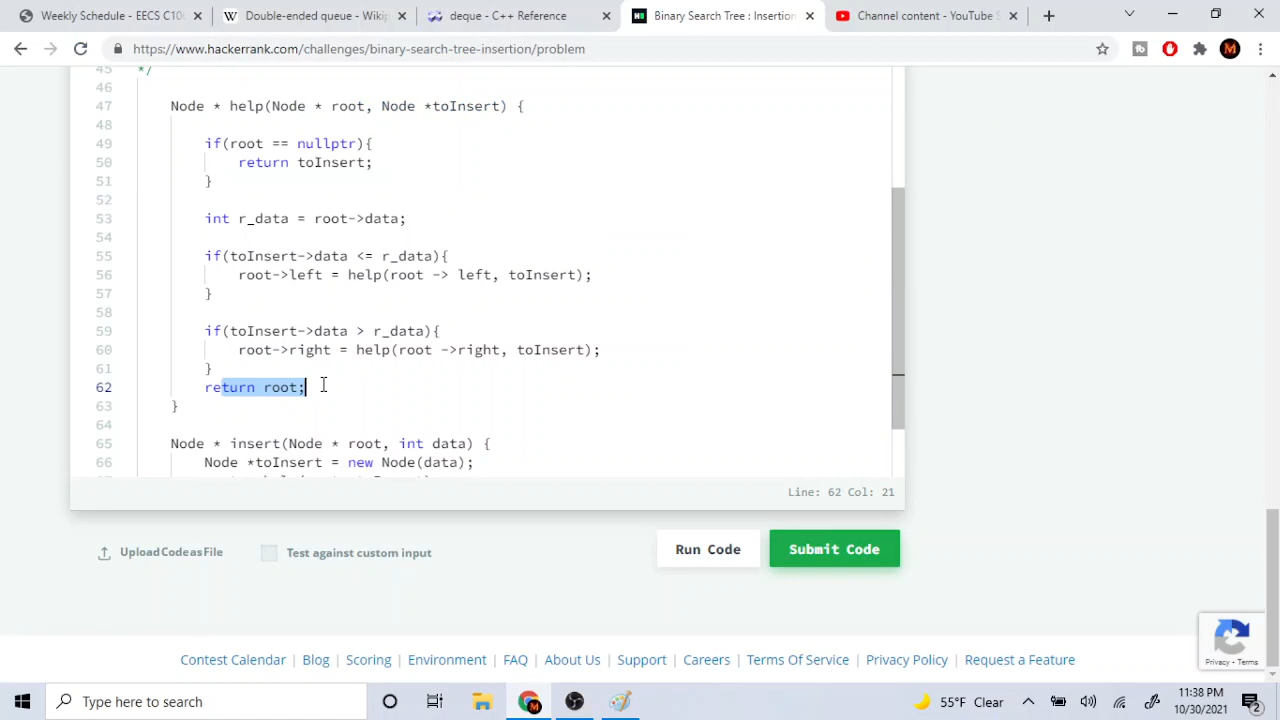 Weekly Schedule - EECS C10
Double-ended queue - Wikip
deque - C++ Reference
Binary Search Tree : Insertion
Channel content - YouTube S
https://www.hackerrank.com/challenges/binary-search-tree-insertion/problem
45 */
46
47 Node * help(Node * root, Node *toInsert) {
48
49 if(root == nullptr){
50 return toInsert;
51 }
52
53 int r_data = root->data;
54
55 if(toInsert->data <= r_data){
56 root->left = help(root -> left, toInsert);
57 }
58
59 if(toInsert->data > r_data){
60 root->right = help(root ->right, toInsert);
61 }
62 return root;
63 }
64
65 Node * insert(Node * root, int data) {
66 Node *toInsert = new Node(data);
Line: 62 Col: 21
Upload Code as File
Test against custom input
Run Code
Submit Code
Privacy - Terms
Contest Calendar | Blog | Scoring | Environment | FAQ | About Us | Support | Careers | Terms Of Service | Privacy Policy | Request a Feature
Type here to search
55°F Clear
11:38 PM
10/30/2021
2